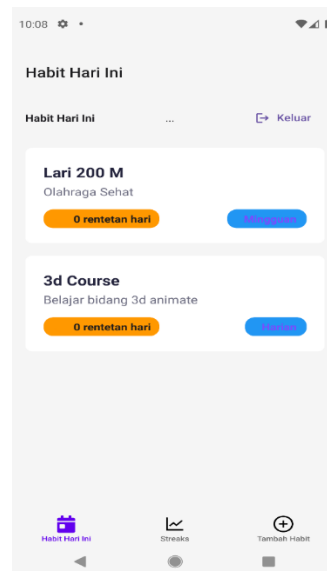 10:08
Habit Hari Ini
Habit Hari Ini ... Keluar
Lari 200 M
Olahraga Sehat
0 rentetan hari Mingguan
3d Course
Belajar bidang 3d animate
0 rentetan hari Harian
Habit Hari Ini Streaks Tambah Habit